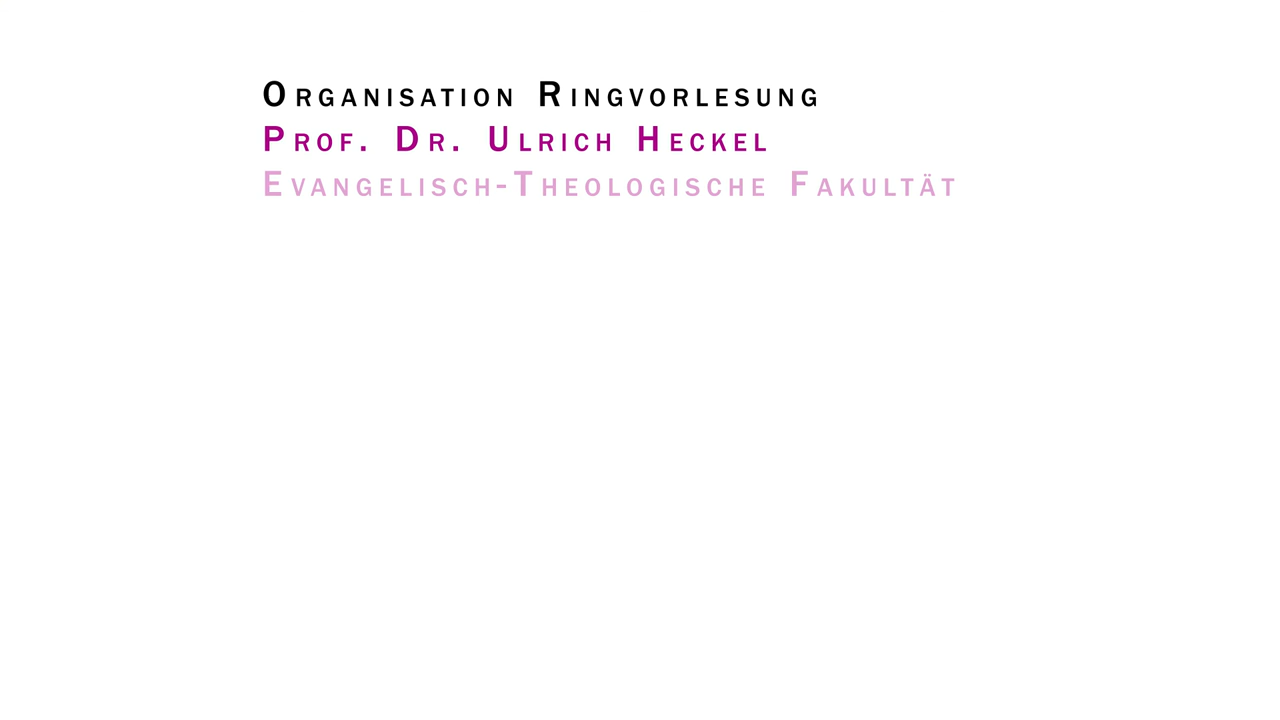 Organisation Ringvorlesung
Prof. Dr. Ulrich Heckel
Evangelisch-Theologische Fakultät